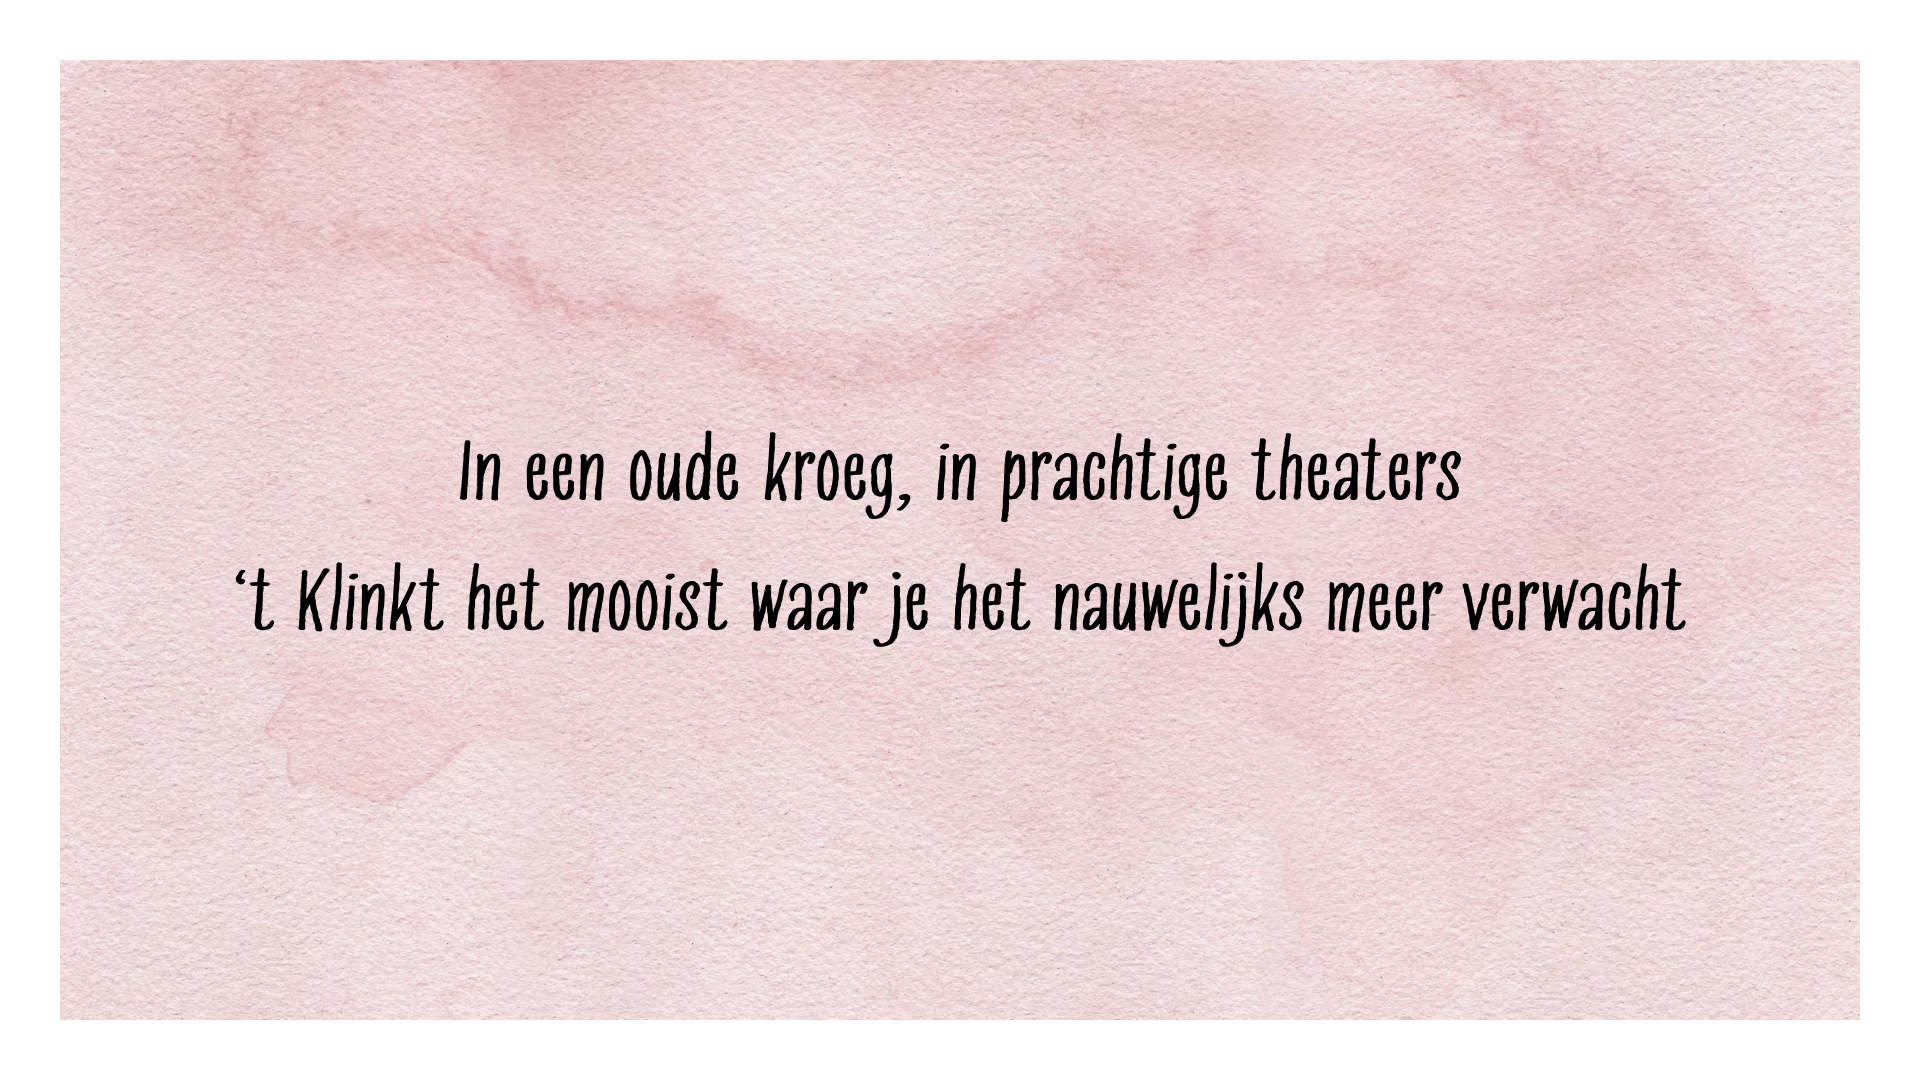 In een oude kroeg, in prachtige theaters
‘t Klinkt het mooist waar je het nauwelijks meer verwacht